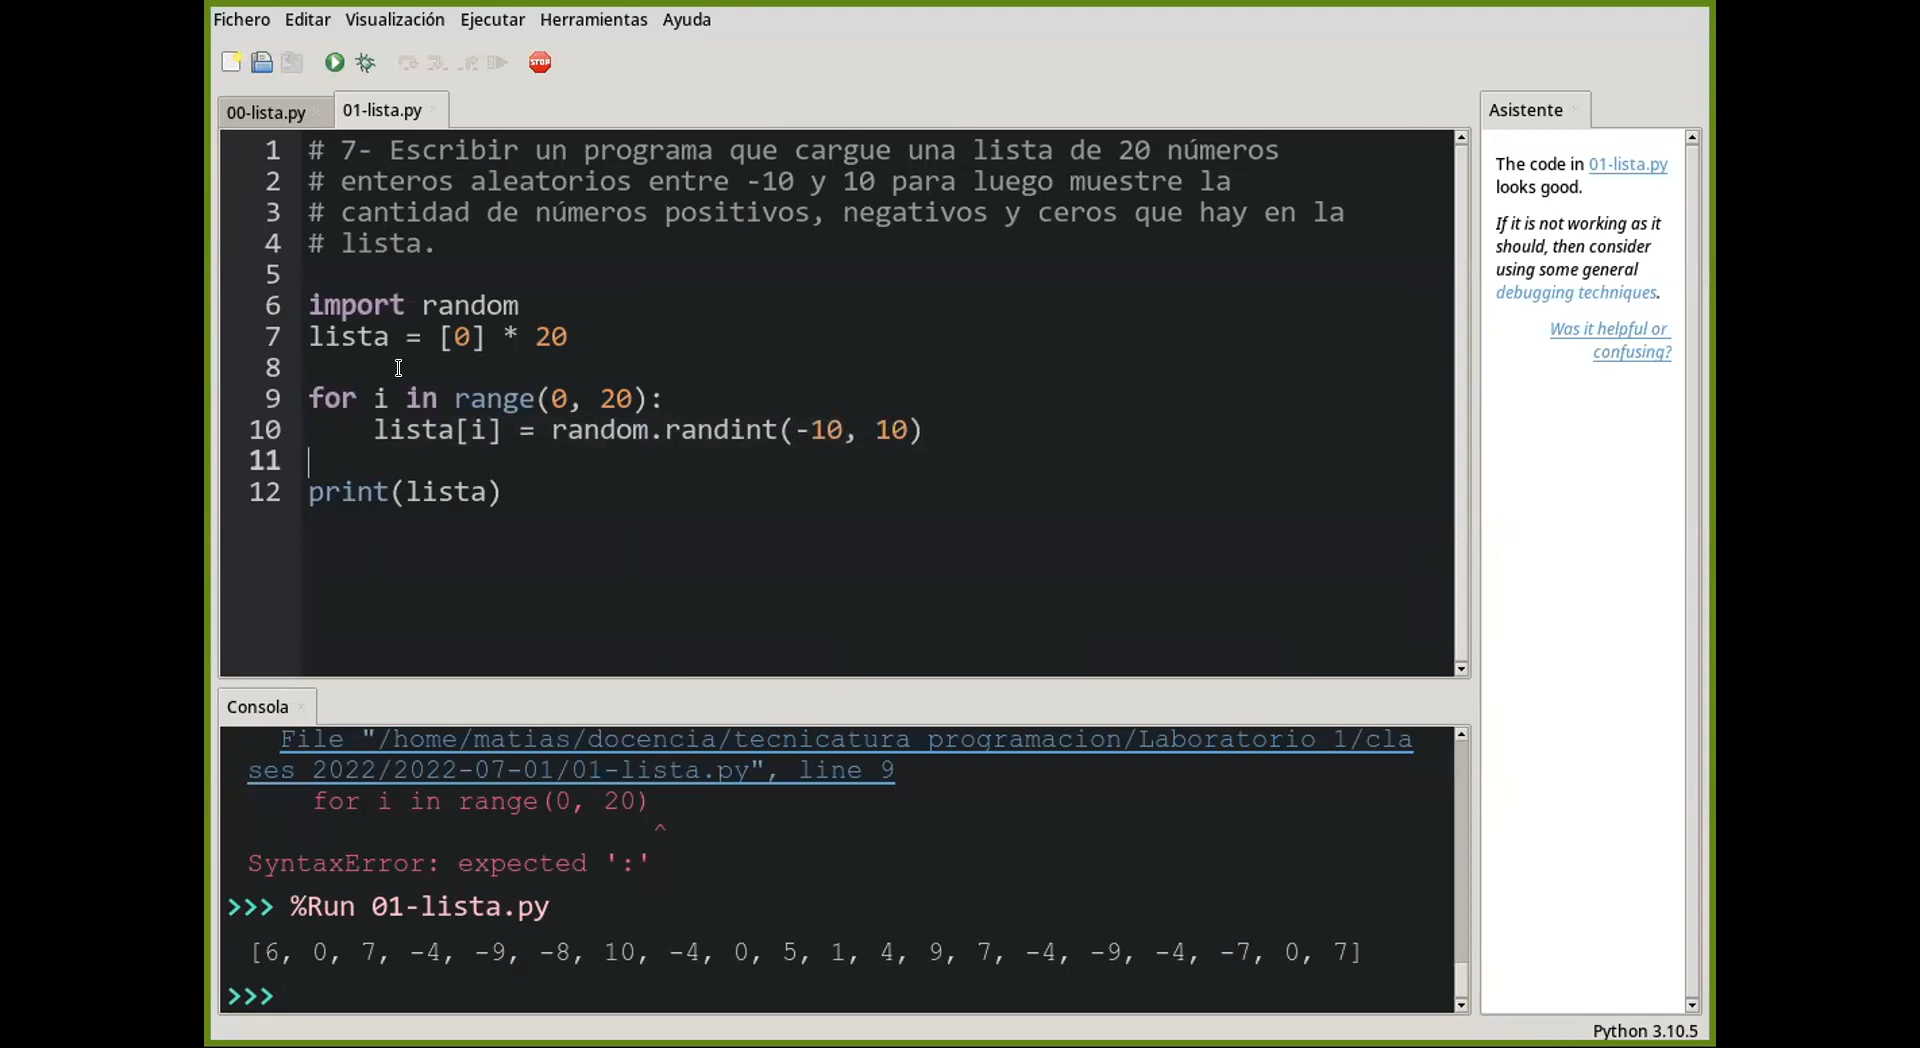 Fichero Editar Visualización Ejecutar Herramientas Ayuda
STOP
00-lista.py 01-lista.py
1 # 7- Escribir un programa que cargue una lista de 20 números
2 # enteros aleatorios entre -10 y 10 para luego muestre la
3 # cantidad de números positivos, negativos y ceros que hay en la
4 # lista.
5
6 import random
7 lista = [0] * 20
8
9 for i in range(0, 20):
10     lista[i] = random.randint(-10, 10)
11
12 print(lista)
Consola
File "/home/matias/docencia/tecnicatura programacion/Laboratorio 1/cla
ses 2022/2022-07-01/01-lista.py", line 9
for i in range(0, 20)
^
SyntaxError: expected ':'
>>> %Run 01-lista.py
[6, 0, 7, -4, -9, -8, 10, -4, 0, 5, 1, 4, 9, 7, -4, -9, -4, -7, 0, 7]
>>>
Asistente
The code in 01-lista.py
looks good.
If it is not working as it
should, then consider
using some general
debugging techniques.
Was it helpful or
confusing?
Python 3.10.5